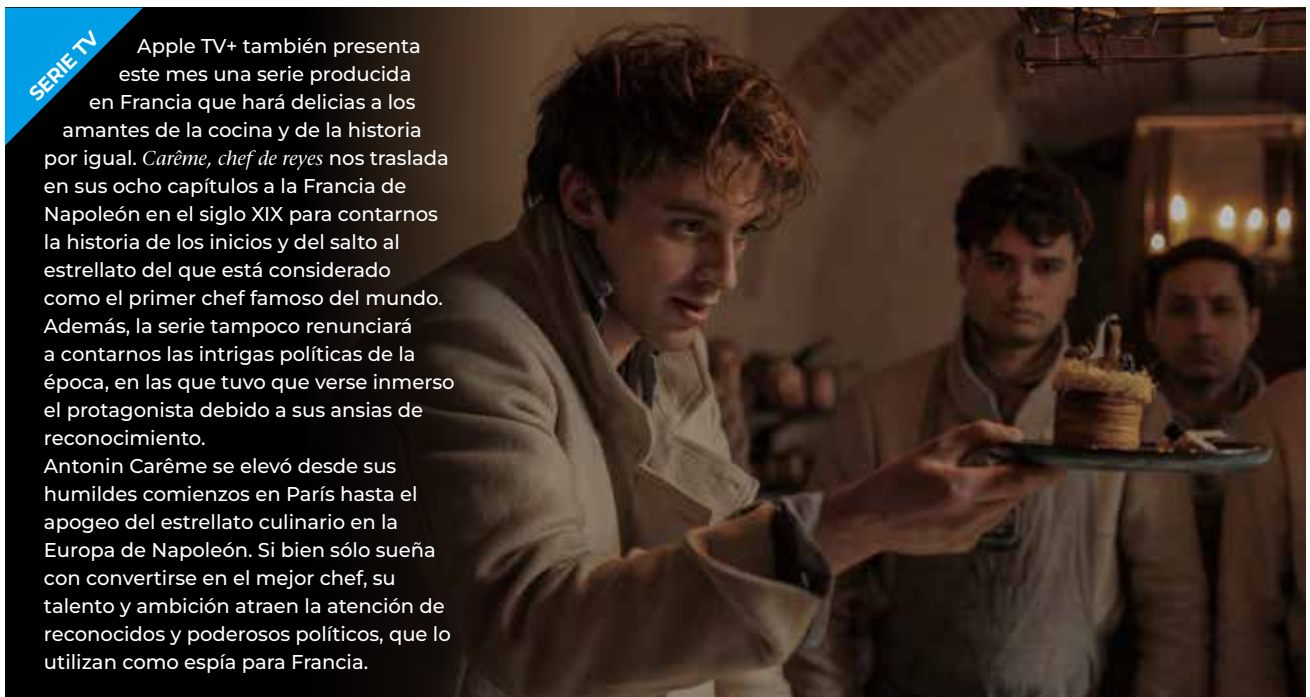 SERIE TV
Apple TV+ también presenta
este mes una serie producida
en Francia que hará delicias a los
amantes de la cocina y de la historia
por igual. Carême, chef de reyes nos traslada
en sus ocho capítulos a la Francia de
Napoleón en el siglo XIX para contarnos
la historia de los inicios y del salto al
estrellato del que está considerado
como el primer chef famoso del mundo.
Además, la serie tampoco renunciará
a contarnos las intrigas políticas de la
época, en las que tuvo que verse inmerso
el protagonista debido a sus ansias de
reconocimiento.
Antonin Carême se elevó desde sus
humildes comienzos en París hasta el
apogeo del estrellato culinario en la
Europa de Napoleón. Si bien sólo sueña
con convertirse en el mejor chef, su
talento y ambición atraen la atención de
reconocidos y poderosos políticos, que lo
utilizan como espía para Francia.